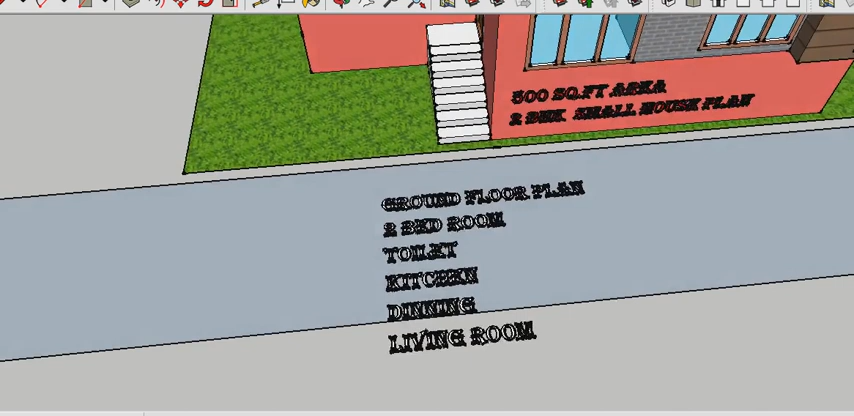 500 SQ.FT AREA
2 BHK SMALL HOUSE PLAN
GROUND FLOOR PLAN
2 BED ROOM
TOILET
KITCHEN
DINNING
LIVING ROOM